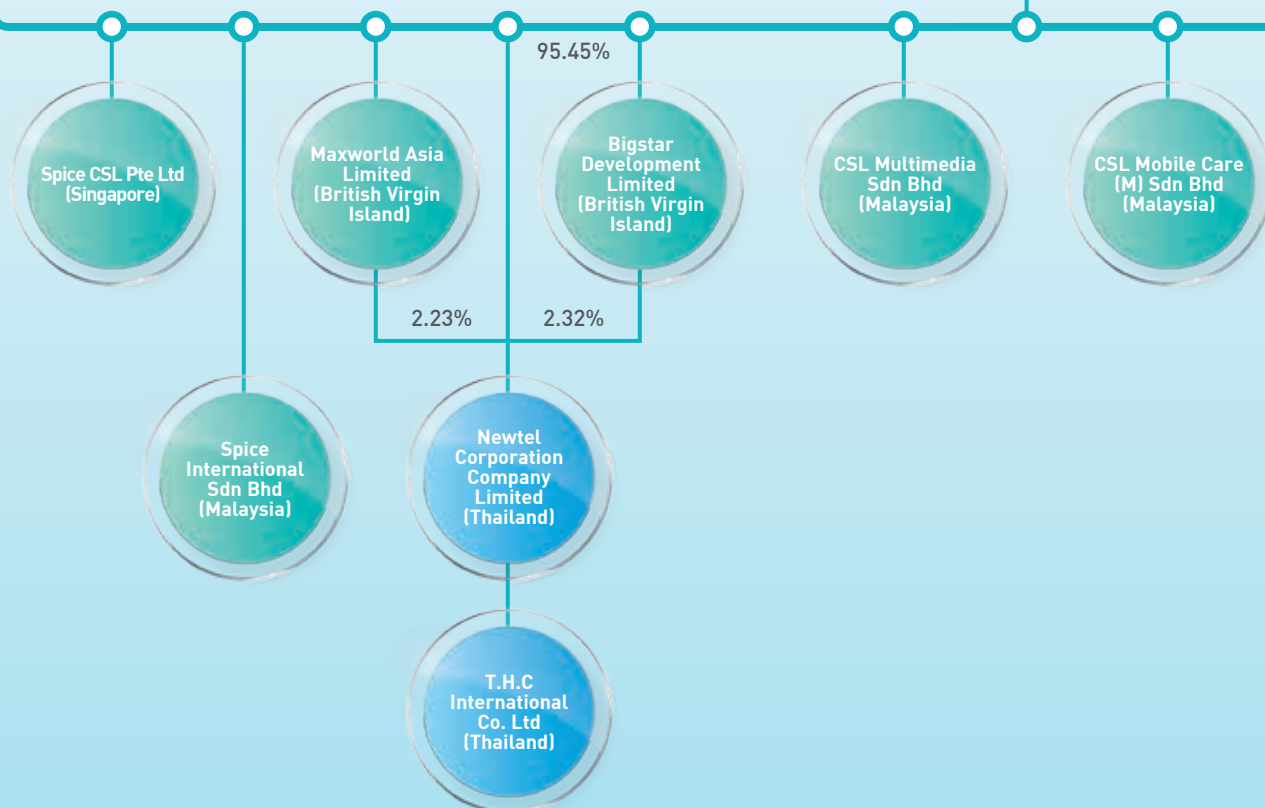 95.45%
Spice CSL Pte Ltd
(Singapore)
Maxworld Asia
Limited
(British Virgin
Island)
Bigstar
Development
Limited
(British Virgin
Island)
CSL Multimedia
Sdn Bhd
(Malaysia)
CSL Mobile Care
(M) Sdn Bhd
(Malaysia)
2.23%
2.32%
Spice
International
Sdn Bhd
(Malaysia)
Newtel
Corporation
Company
Limited
(Thailand)
T.H.C
International
Co. Ltd
(Thailand)